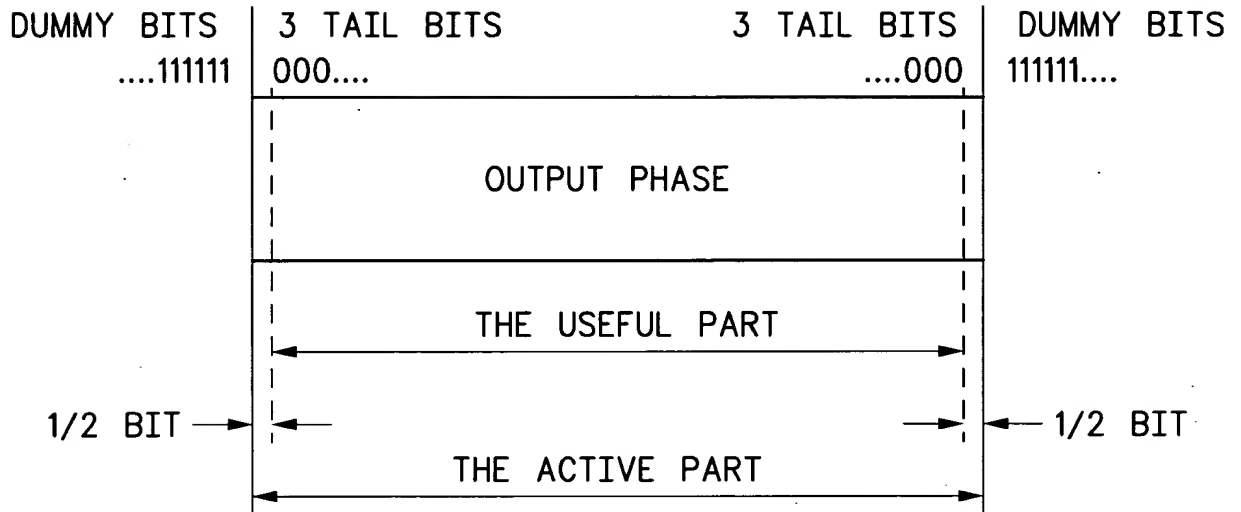 DUMMY BITS 3 TAIL BITS 3 TAIL BITS DUMMY BITS
....111111 000.... ....000 111111....
OUTPUT PHASE
THE USEFUL PART
1/2 BIT 1/2 BIT
THE ACTIVE PART